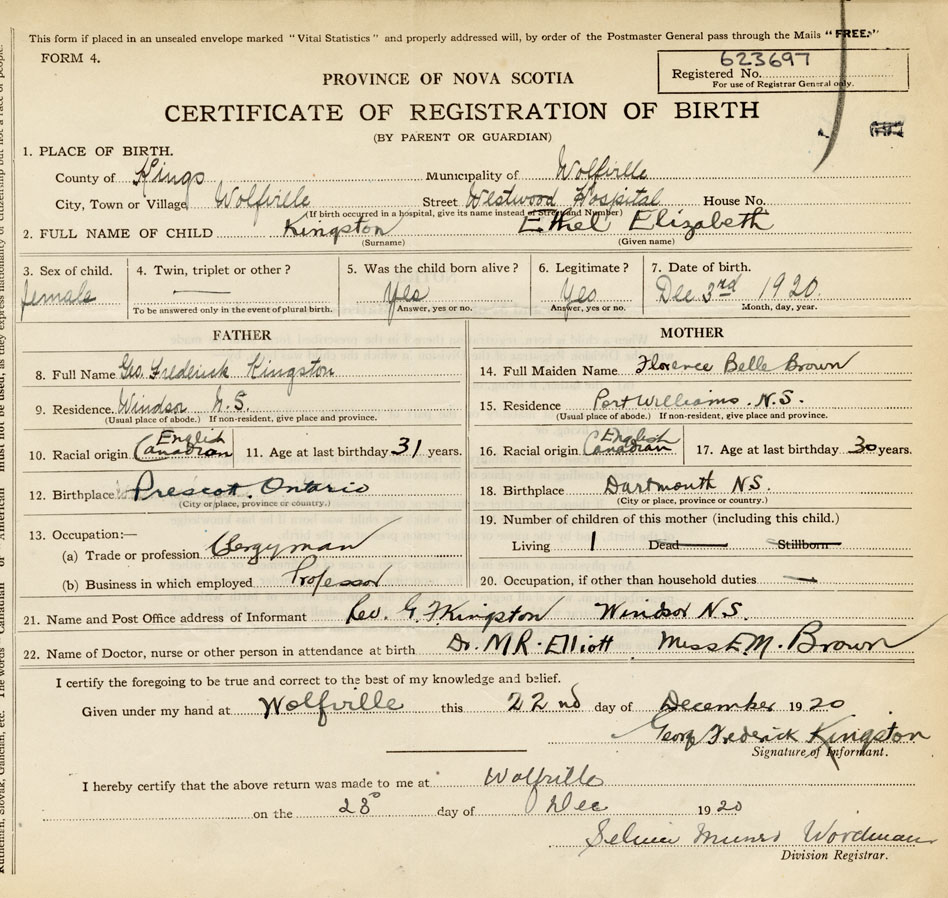 This form if placed in an unsealed envelope marked "Vital Statistics" and properly addressed will, by order of the Postmaster General pass through the Mails "FREE."
FORM 4.
623697
Registered No.
For use of Registrar General only.
PROVINCE OF NOVA SCOTIA
CERTIFICATE OF REGISTRATION OF BIRTH
(BY PARENT OR GUARDIAN)
1. PLACE OF BIRTH.
County of Kings Municipality of Wolfville
City, Town or Village Wolfville Street Westwood Hospital House No.
(If birth occurred in a hospital, give its name instead of Street and Number)
2. FULL NAME OF CHILD Kingston Ethel Elizabeth
(Surname) (Given name)
3. Sex of child. 4. Twin, triplet or other? 5. Was the child born alive? 6. Legitimate? 7. Date of birth.
female — Yes Yes Dec 3rd 1920
To be answered only in the event of plural birth. Answer, yes or no. Answer, yes or no. Month, day, year.
FATHER
8. Full Name Geo. Frederick Kingston
9. Residence. Windsor N.S.
(Usual place of abode.) If non-resident, give place and province.
10. Racial origin (English Canadian 11. Age at last birthday 31 years.
12. Birthplace Prescott, Ontario
(City or place, province or country.)
13. Occupation:—
(a) Trade or profession Clergyman
(b) Business in which employed Professor
MOTHER
14. Full Maiden Name Florence Belle Brown
15. Residence Port Williams. N.S.
(Usual place of abode.) If non-resident, give place and province.
16. Racial origin (English Canadian 17. Age at last birthday 30 years.
18. Birthplace Dartmouth N.S.
(City or place, province or country.)
19. Number of children of this mother (including this child.)
Living 1 Dead Stillborn
20. Occupation, if other than household duties —
21. Name and Post Office address of Informant Rev. G. F Kingston Windsor N.S.
22. Name of Doctor, nurse or other person in attendance at birth Dr. M.R. Elliott Miss E M. Brown
I certify the foregoing to be true and correct to the best of my knowledge and belief.
Given under my hand at Wolfville this 22nd day of December 1920
George Frederick Kingston
Signature of Informant.
I hereby certify that the above return was made to me at Wolfville
on the 28 day of Dec 1920
Munro Wordman
Division Registrar.